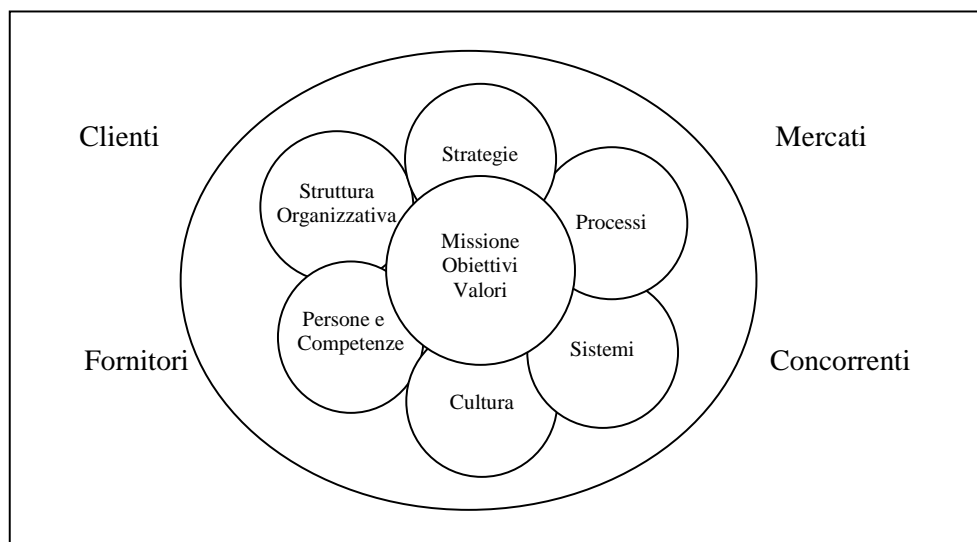 Clienti
Mercati
Strategie
Struttura
Organizzativa
Processi
Missione
Obiettivi
Valori
Persone e
Competenze
Fornitori
Sistemi
Concorrenti
Cultura